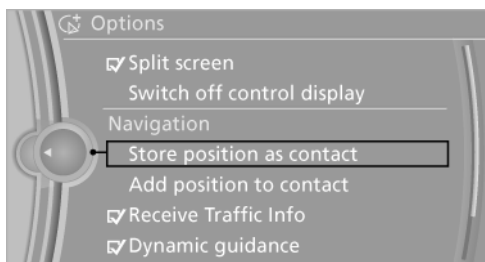 Options
Split screen
Switch off control display
Navigation
Store position as contact
Add position to contact
Receive Traffic Info
Dynamic guidance